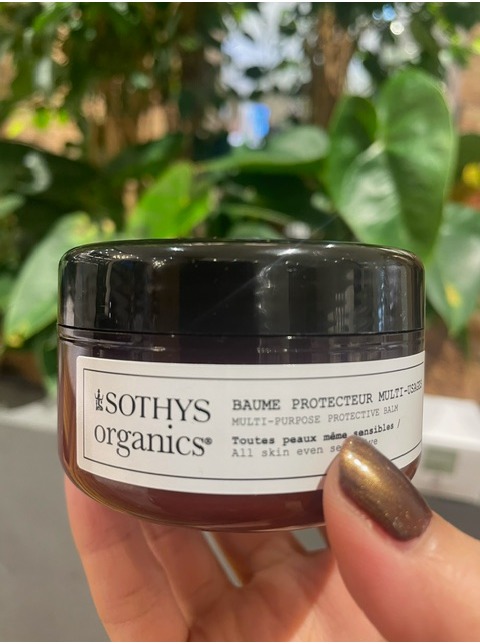 SOTHYS
organics®
BAUME PROTECTEUR MULTI-USAGES
MULTI-PURPOSE PROTECTIVE BALM
Toutes peaux même sensibles /
All skin even